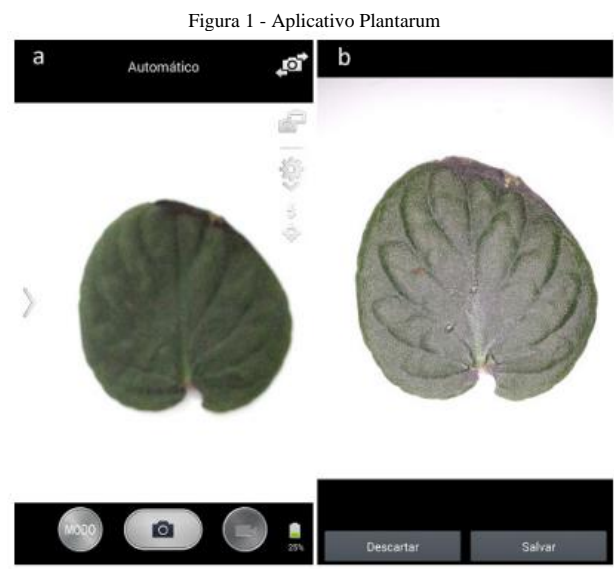 Figura 1 - Aplicativo Plantarum
a
Automático
b
MODO
25%
Descartar
Salvar